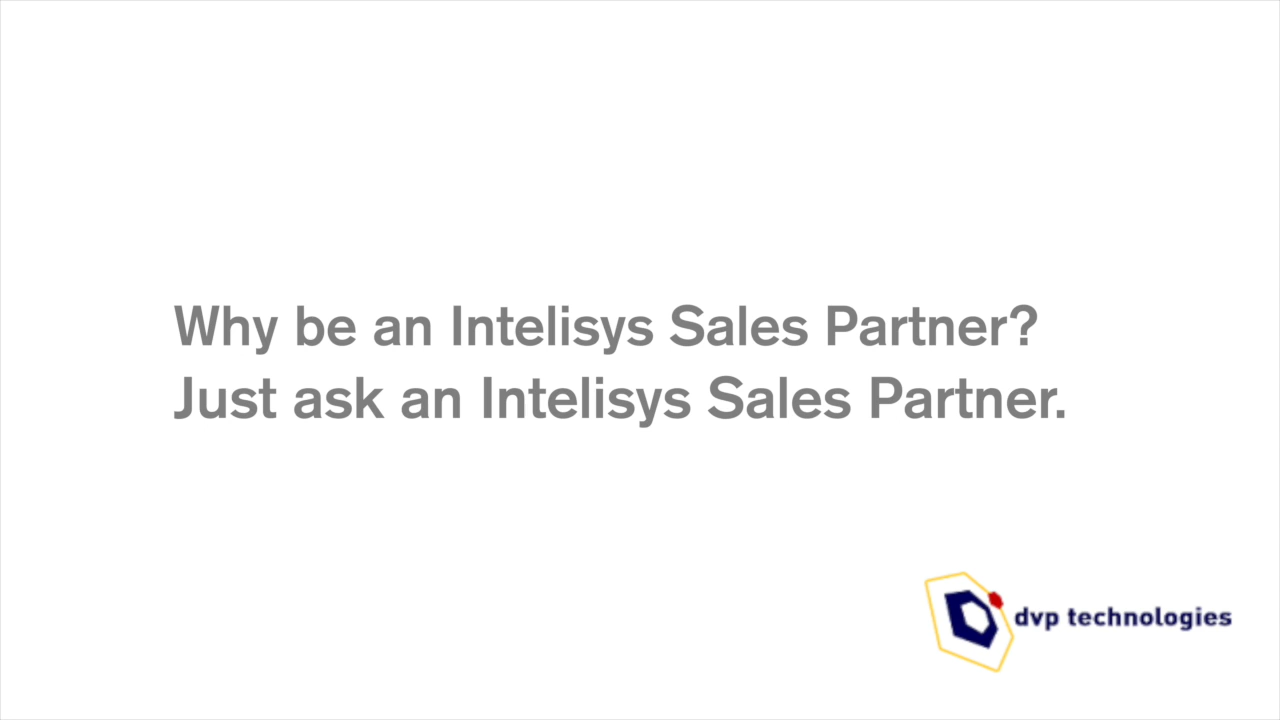 Why be an Intelisys Sales Partner?
Just ask an Intelisys Sales Partner.
dvp technologies